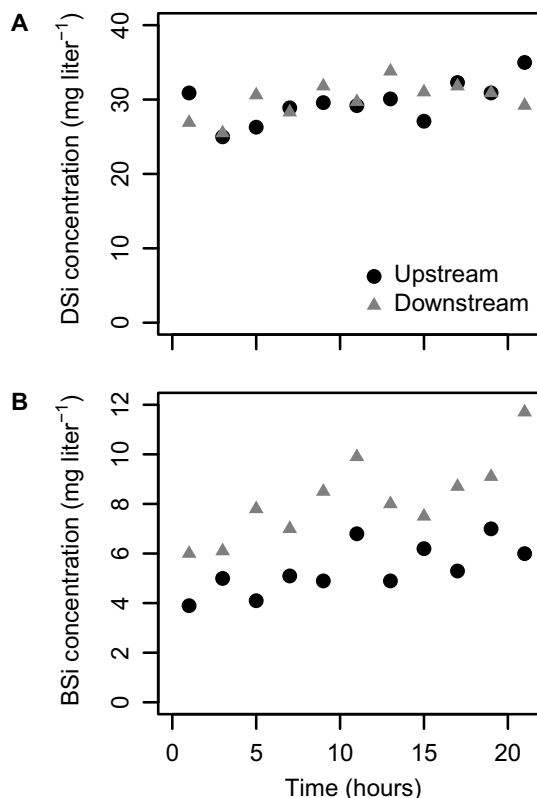 A
DSi concentration (mg liter⁻¹)
40
30
20
10
0
Upstream
Downstream
B
BSi concentration (mg liter⁻¹)
12
10
8
6
4
2
0
0 5 10 15 20
Time (hours)